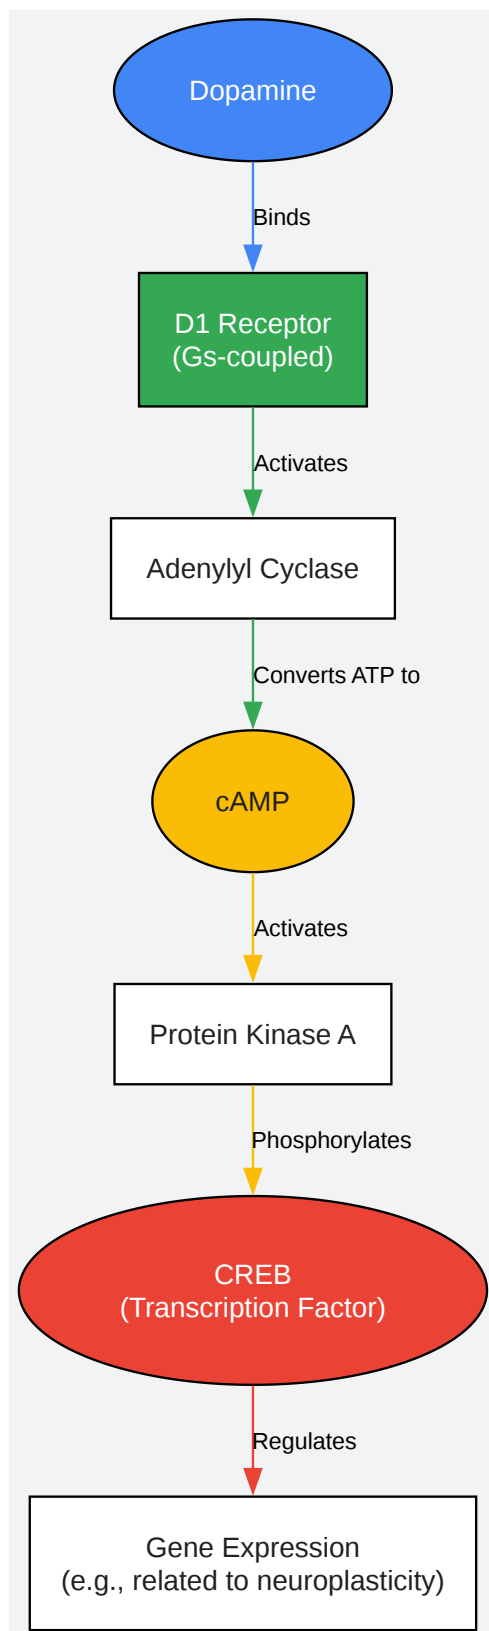 Dopamine
Binds
D1 Receptor
(Gs-coupled)
Activates
Adenylyl Cyclase
Converts ATP to
cAMP
Activates
Protein Kinase A
Phosphorylates
CREB
(Transcription Factor)
Regulates
Gene Expression
(e.g., related to neuroplasticity)